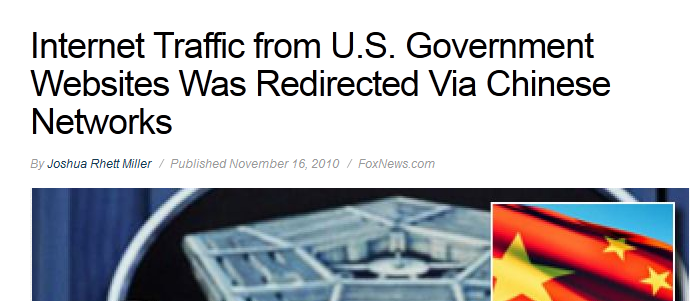 Internet Traffic from U.S. Government
Websites Was Redirected Via Chinese
Networks
By Joshua Rhett Miller / Published November 16, 2010 / FoxNews.com